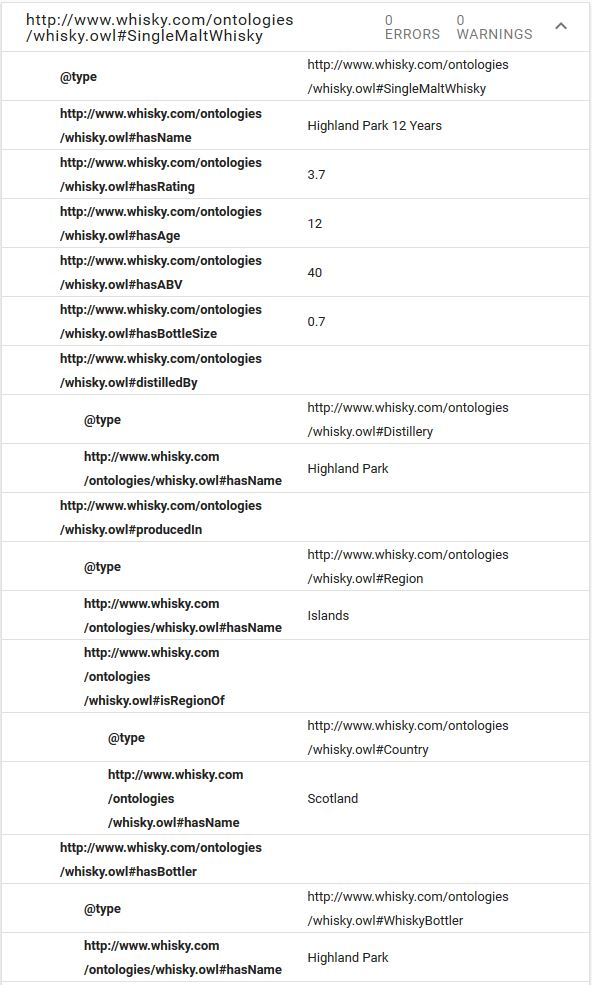 http://www.whisky.com/ontologies
/whisky.owl#SingleMaltWhisky
0
ERRORS
0
WARNINGS
@type
http://www.whisky.com/ontologies
/whisky.owl#SingleMaltWhisky
http://www.whisky.com/ontologies
/whisky.owl#hasName
Highland Park 12 Years
http://www.whisky.com/ontologies
/whisky.owl#hasRating
3.7
http://www.whisky.com/ontologies
/whisky.owl#hasAge
12
http://www.whisky.com/ontologies
/whisky.owl#hasABV
40
http://www.whisky.com/ontologies
/whisky.owl#hasBottleSize
0.7
http://www.whisky.com/ontologies
/whisky.owl#distilledBy
@type
http://www.whisky.com/ontologies
/whisky.owl#Distillery
http://www.whisky.com
/ontologies/whisky.owl#hasName
Highland Park
http://www.whisky.com/ontologies
/whisky.owl#producedIn
@type
http://www.whisky.com/ontologies
/whisky.owl#Region
http://www.whisky.com
/ontologies/whisky.owl#hasName
Islands
http://www.whisky.com
/ontologies
/whisky.owl#isRegionOf
@type
http://www.whisky.com/ontologies
/whisky.owl#Country
http://www.whisky.com
/ontologies
/whisky.owl#hasName
Scotland
http://www.whisky.com/ontologies
/whisky.owl#hasBottler
@type
http://www.whisky.com/ontologies
/whisky.owl#WhiskyBottler
http://www.whisky.com
/ontologies/whisky.owl#hasName
Highland Park